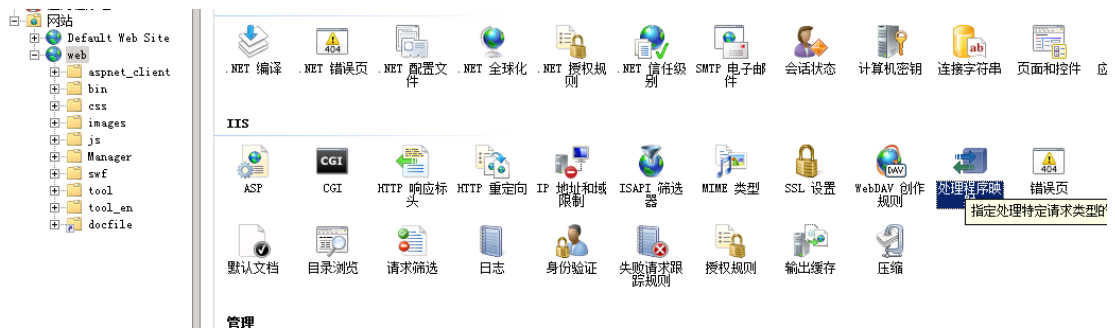 网站
Default Web Site
web
aspnet_client
bin
css
images
js
Manager
swf
tool
tool_en
docfile
.NET 编译
.NET 错误页
.NET 配置文件
.NET 全球化
.NET 授权规则
.NET 信任级别
SMTP 电子邮件
会话状态
计算机密钥
连接字符串
页面和控件
应
IIS
ASP
CGI
HTTP 响应标头
HTTP 重定向
IP 地址和域限制
ISAPI 筛选器
MIME 类型
SSL 设置
WebDAV 创作规则
处理程序映
错误页
指定处理特定请求类型的
默认文档
目录浏览
请求筛选
日志
身份验证
失败请求跟踪规则
授权规则
输出缓存
压缩
管理